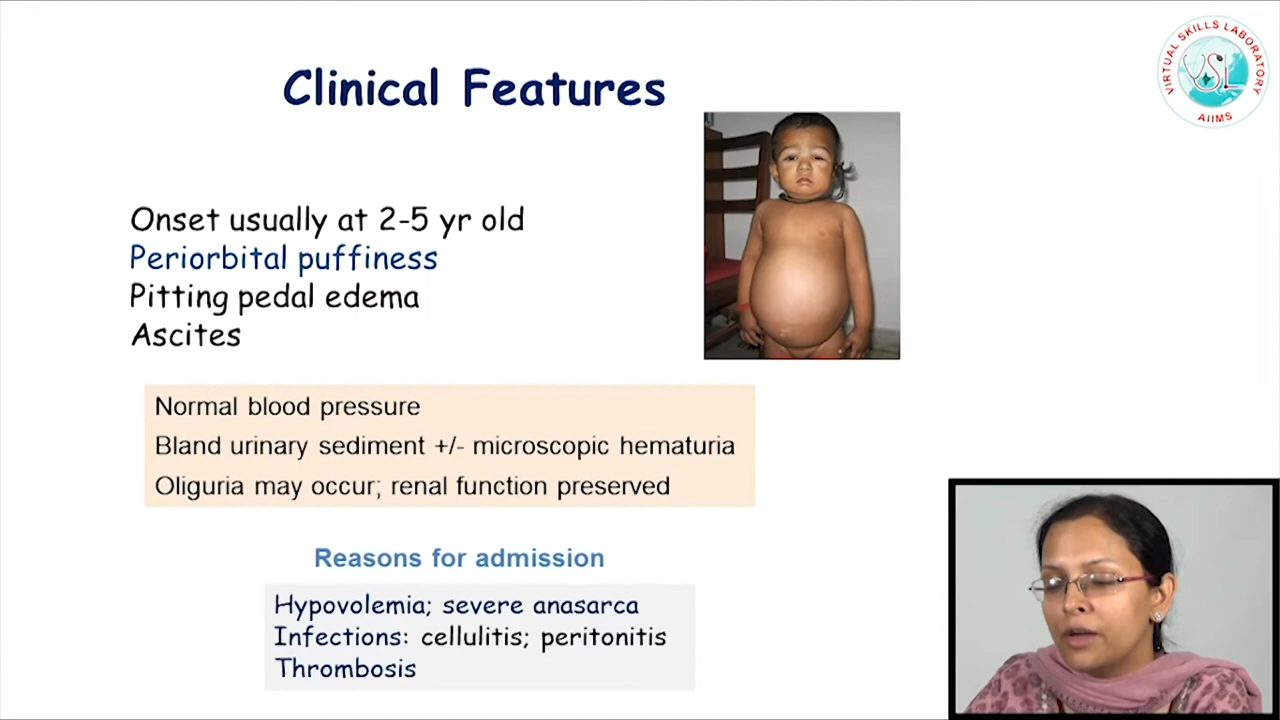 VIRTUAL SKILLS LABORATORY
VSL
AIIMS
Clinical Features
Onset usually at 2-5 yr old
Periorbital puffiness
Pitting pedal edema
Ascites
Normal blood pressure
Bland urinary sediment +/- microscopic hematuria
Oliguria may occur; renal function preserved
Reasons for admission
Hypovolemia; severe anasarca
Infections: cellulitis; peritonitis
Thrombosis